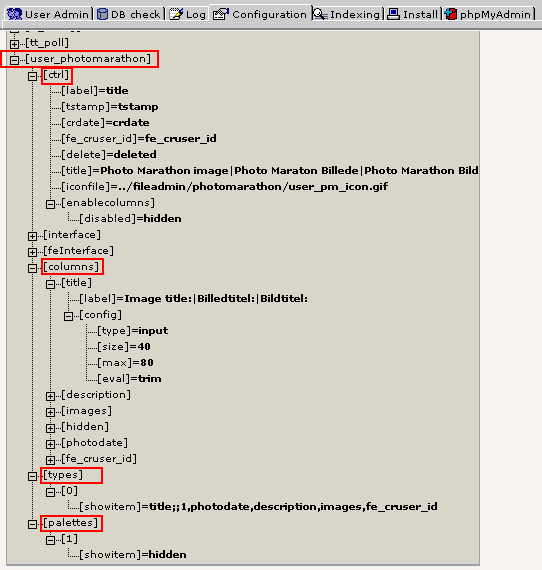 User Admin DB check Log Configuration Indexing Install phpMyAdmin
[tt_poll]
[user_photomarathon]
[ctrl]
[label]=title
[tstamp]=tstamp
[crdate]=crdate
[fe_cruser_id]=fe_cruser_id
[delete]=deleted
[title]=Photo Marathon image|Photo Maraton Billede|Photo Marathon Bild
[iconfile]=../fileadmin/photomarathon/user_pm_icon.gif
[enablecolumns]
[disabled]=hidden
[interface]
[feInterface]
[columns]
[title]
[label]=Image title:|Billedtitel:|Bildtitel:
[config]
[type]=input
[size]=40
[max]=80
[eval]=trim
[description]
[images]
[hidden]
[photodate]
[fe_cruser_id]
[types]
[0]
[showitem]=title;;1,photodate,description,images,fe_cruser_id
[palettes]
[1]
[showitem]=hidden